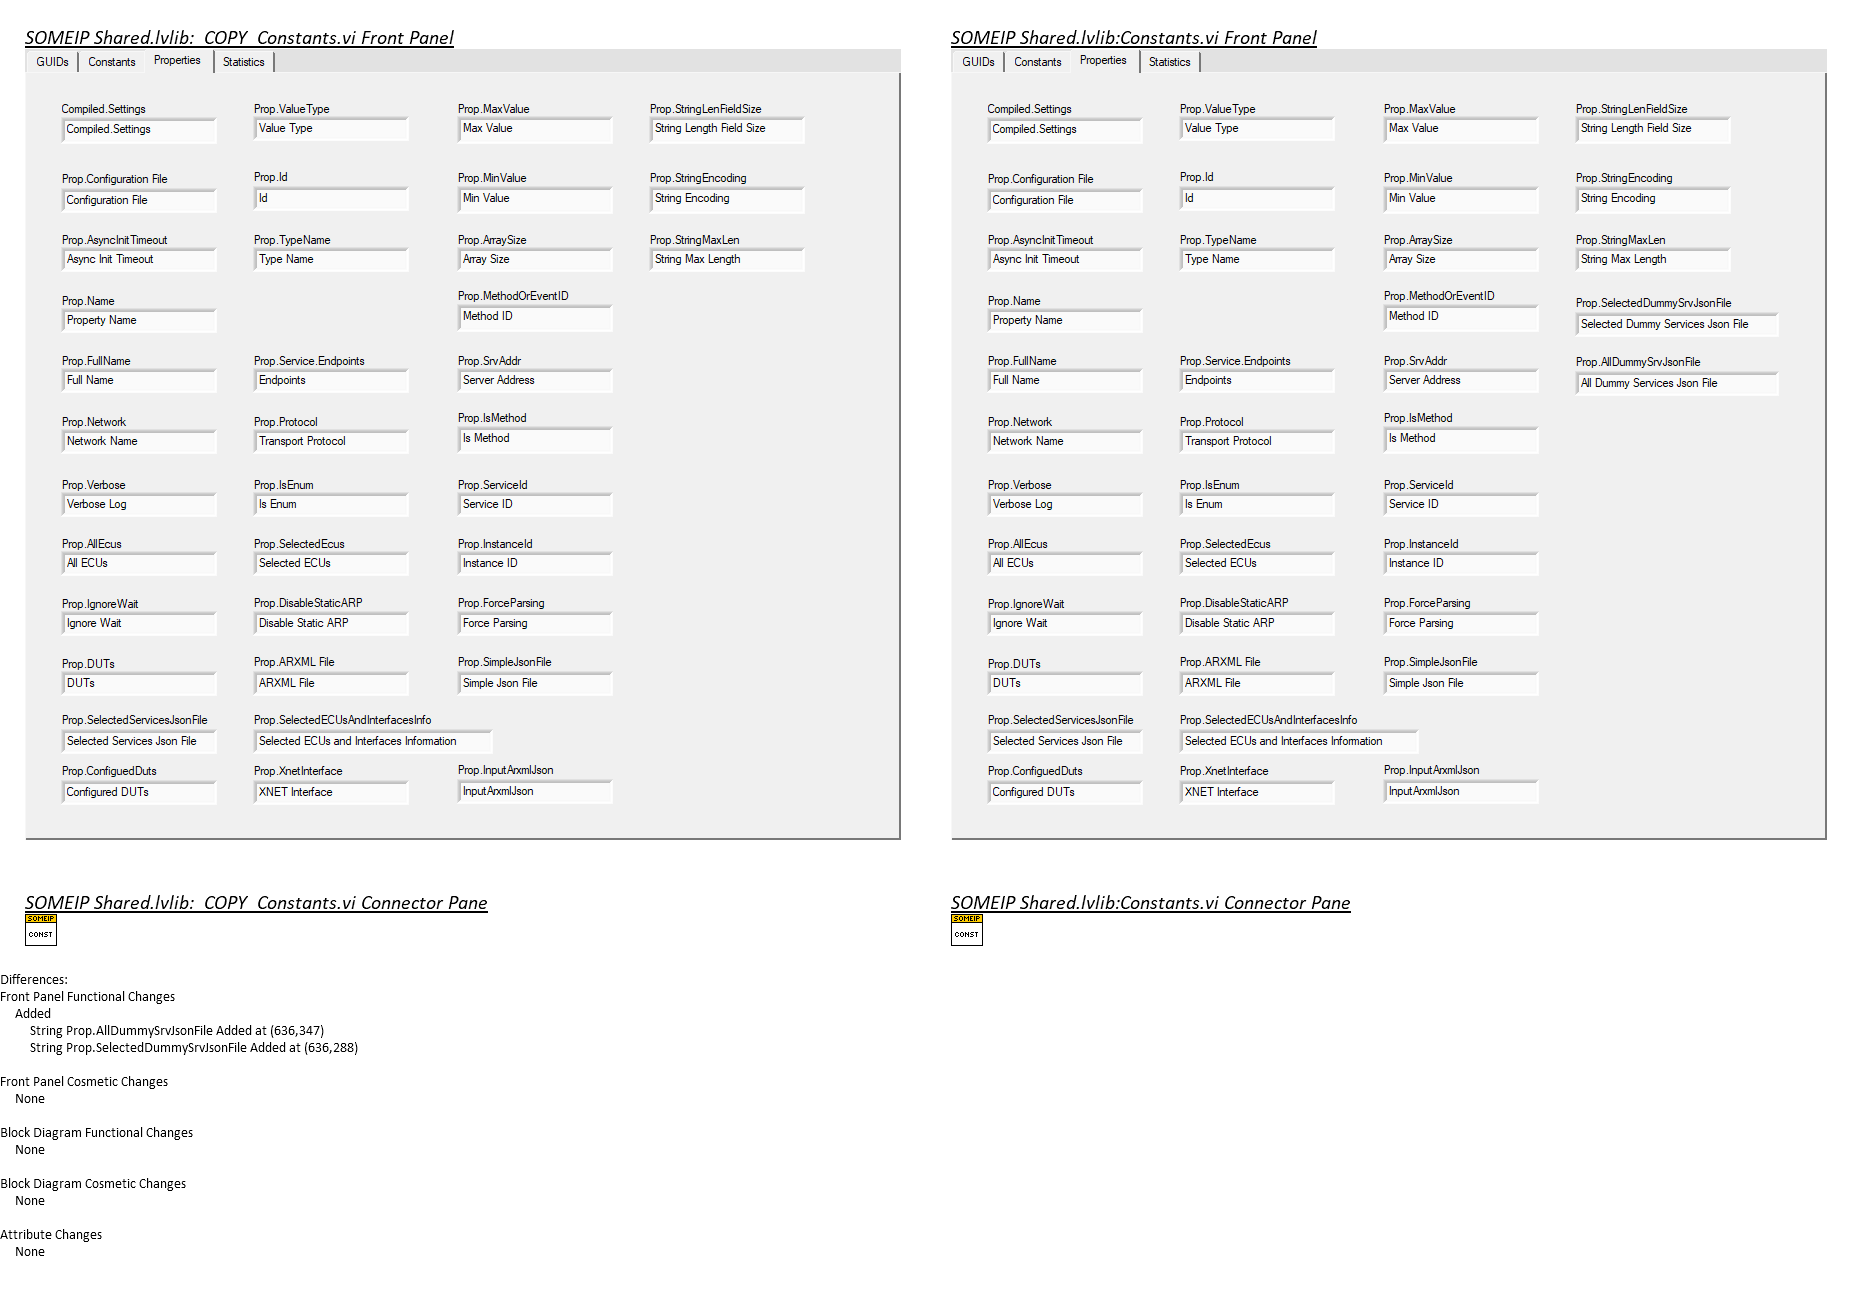 SOMEIP Shared.lvlib:  COPY  Constants.vi Front Panel
GUIDs Constants Properties Statistics
Compiled.Settings Prop.ValueType Prop.MaxValue Prop.StringLenFieldSize
Compiled.Settings Value Type Max Value String Length Field Size
Prop.Configuration File Prop.Id Prop.MinValue Prop.StringEncoding
Configuration File Id Min Value String Encoding
Prop.AsyncInitTimeout Prop.TypeName Prop.ArraySize Prop.StringMaxLen
Async Init Timeout Type Name Array Size String Max Length
Prop.Name Prop.MethodOrEventID
Property Name Method ID
Prop.FullName Prop.Service.Endpoints Prop.SrvAddr
Full Name Endpoints Server Address
Prop.Network Prop.Protocol Prop.IsMethod
Network Name Transport Protocol Is Method
Prop.Verbose Prop.IsEnum Prop.ServiceId
Verbose Log Is Enum Service ID
Prop.AllEcus Prop.SelectedEcus Prop.InstanceId
All ECUs Selected ECUs Instance ID
Prop.IgnoreWait Prop.DisableStaticARP Prop.ForceParsing
Ignore Wait Disable Static ARP Force Parsing
Prop.DUTs Prop.ARXML File Prop.SimpleJsonFile
DUTs ARXML File Simple Json File
Prop.SelectedServicesJsonFile Prop.SelectedECUsAndInterfacesInfo
Selected Services Json File Selected ECUs and Interfaces Information
Prop.ConfiguedDuts Prop.XnetInterface Prop.InputArxmlJson
Configured DUTs XNET Interface InputArxmlJson
SOMEIP Shared.lvlib:Constants.vi Front Panel
GUIDs Constants Properties Statistics
Compiled.Settings Prop.ValueType Prop.MaxValue Prop.StringLenFieldSize
Compiled.Settings Value Type Max Value String Length Field Size
Prop.Configuration File Prop.Id Prop.MinValue Prop.StringEncoding
Configuration File Id Min Value String Encoding
Prop.AsyncInitTimeout Prop.TypeName Prop.ArraySize Prop.StringMaxLen
Async Init Timeout Type Name Array Size String Max Length
Prop.Name Prop.MethodOrEventID Prop.SelectedDummySrvJsonFile
Property Name Method ID Selected Dummy Services Json File
Prop.FullName Prop.Service.Endpoints Prop.SrvAddr Prop.AllDummySrvJsonFile
Full Name Endpoints Server Address All Dummy Services Json File
Prop.Network Prop.Protocol Prop.IsMethod
Network Name Transport Protocol Is Method
Prop.Verbose Prop.IsEnum Prop.ServiceId
Verbose Log Is Enum Service ID
Prop.AllEcus Prop.SelectedEcus Prop.InstanceId
All ECUs Selected ECUs Instance ID
Prop.IgnoreWait Prop.DisableStaticARP Prop.ForceParsing
Ignore Wait Disable Static ARP Force Parsing
Prop.DUTs Prop.ARXML File Prop.SimpleJsonFile
DUTs ARXML File Simple Json File
Prop.SelectedServicesJsonFile Prop.SelectedECUsAndInterfacesInfo
Selected Services Json File Selected ECUs and Interfaces Information
Prop.ConfiguedDuts Prop.XnetInterface Prop.InputArxmlJson
Configured DUTs XNET Interface InputArxmlJson
SOMEIP Shared.lvlib:  COPY  Constants.vi Connector Pane
SOMEIP
CONST
SOMEIP Shared.lvlib:Constants.vi Connector Pane
SOMEIP
CONST
Differences:
Front Panel Functional Changes
Added
String Prop.AllDummySrvJsonFile Added at (636,347)
String Prop.SelectedDummySrvJsonFile Added at (636,288)
Front Panel Cosmetic Changes
None
Block Diagram Functional Changes
None
Block Diagram Cosmetic Changes
None
Attribute Changes
None